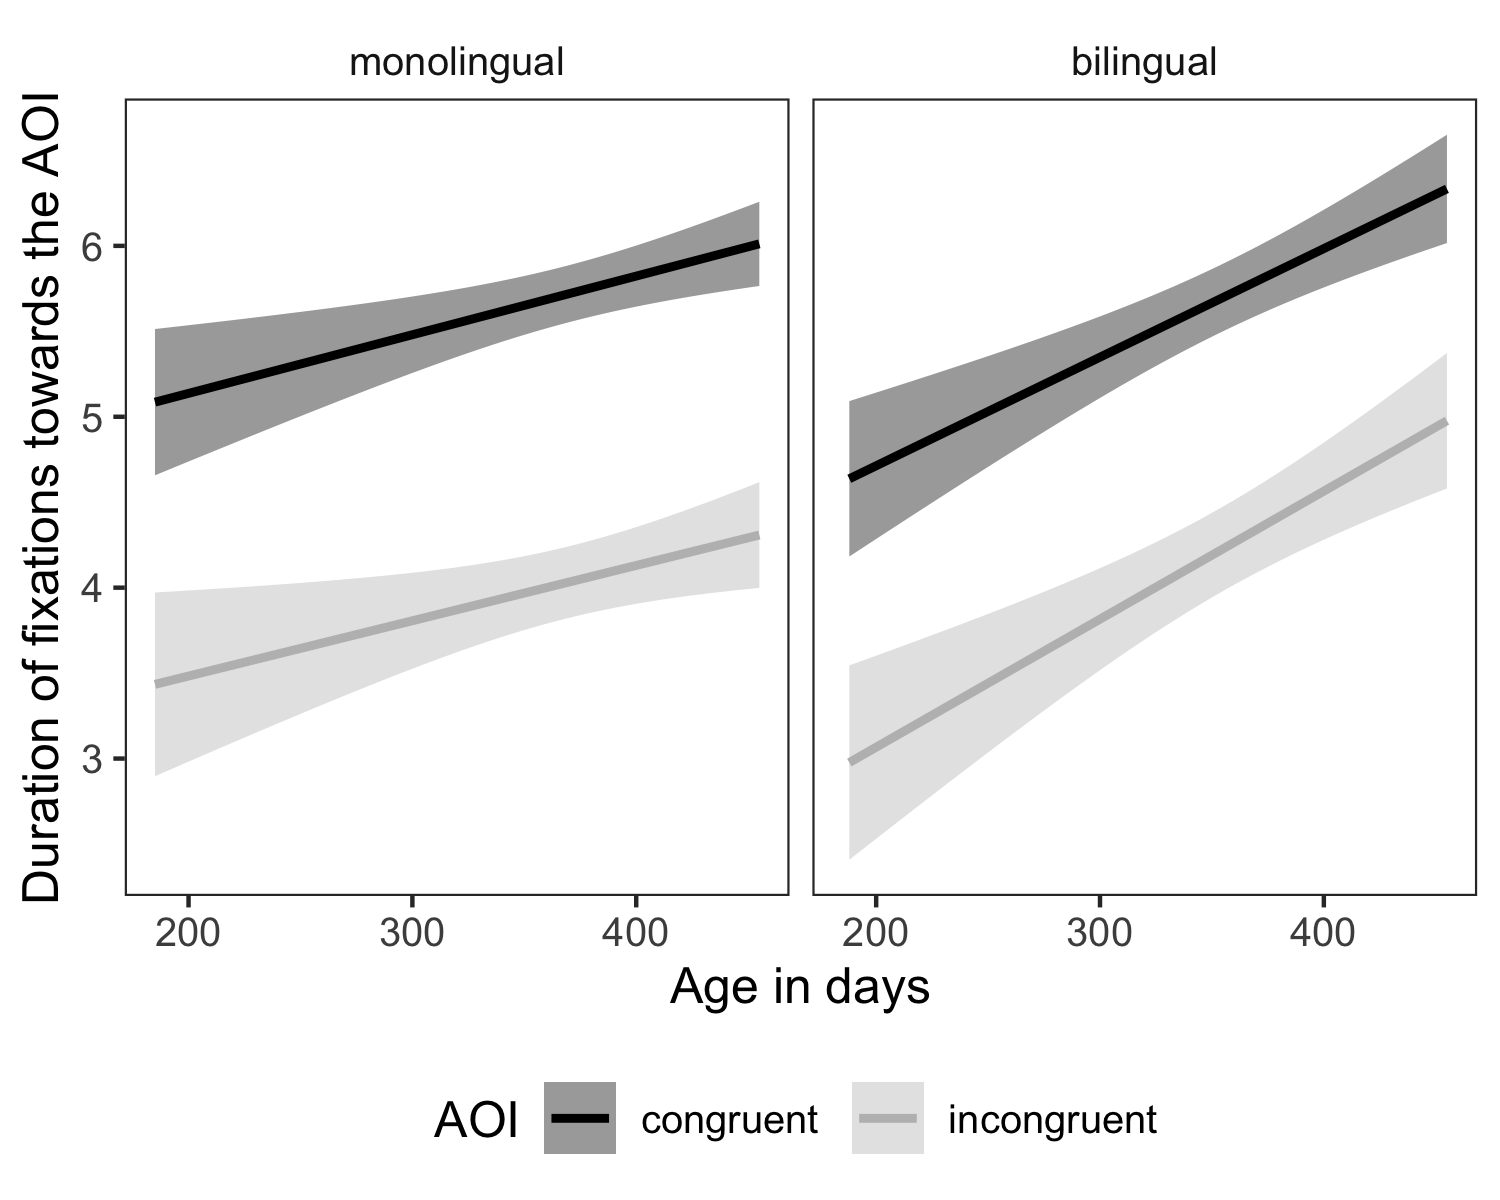 monolingual
bilingual
Duration of fixations towards the AOI
6
5
4
3
200 300 400
200 300 400
Age in days
AOI congruent incongruent